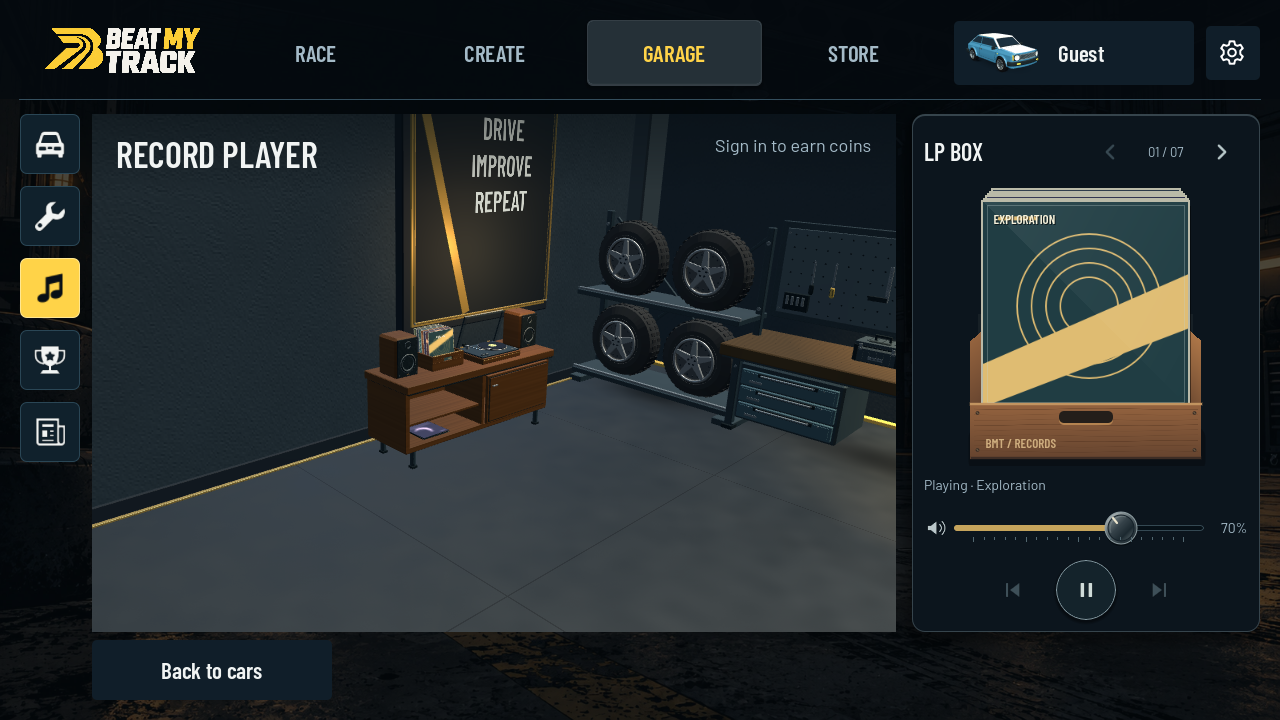 BEAT MY
TRACK
RACE
CREATE
GARAGE
STORE
Guest
RECORD PLAYER
DRIVE
IMPROVE
REPEAT
Sign in to earn coins
LP BOX
01 / 07
EXPLORATION
BMT / RECORDS
Playing · Exploration
70%
Back to cars